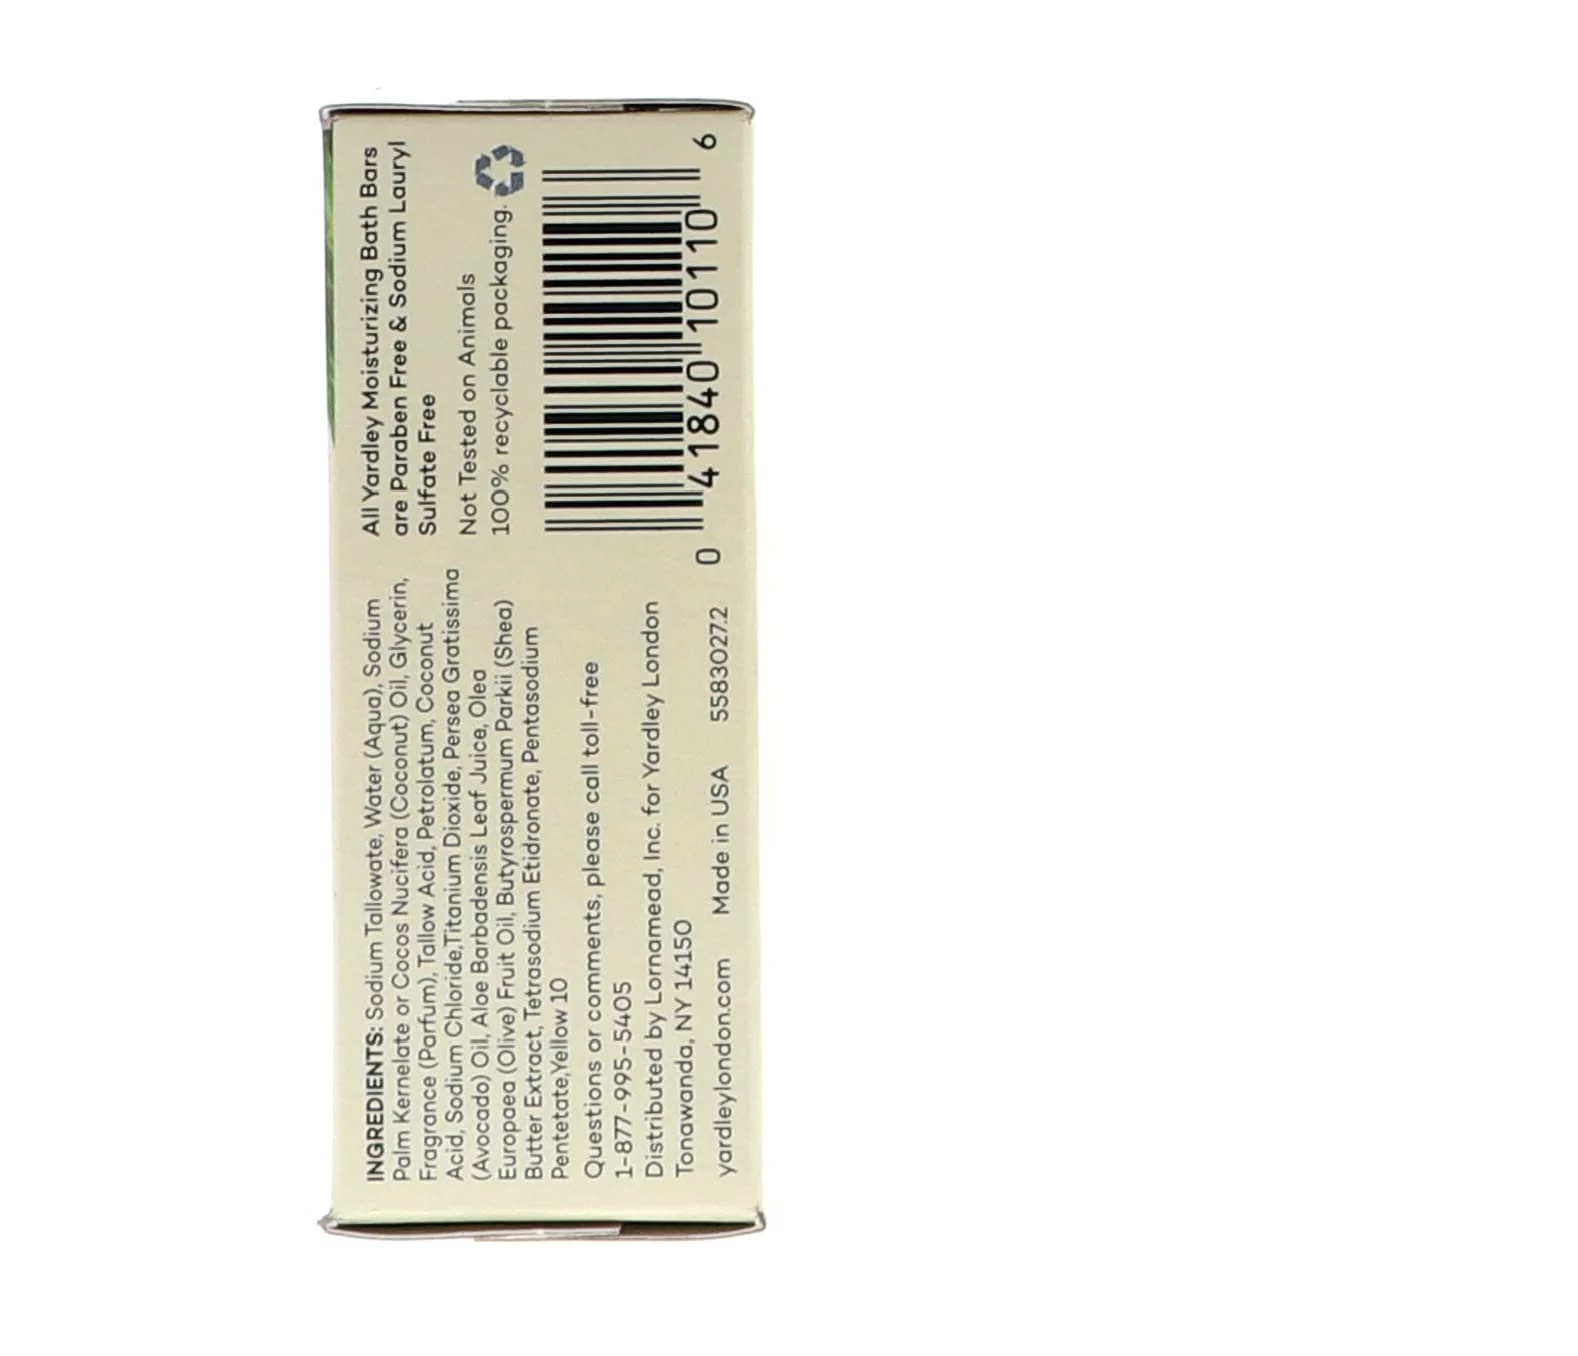 INGREDIENTS: Sodium Tallowate, Water (Aqua), Sodium
Palm Kernelate or Cocos Nucifera (Coconut) Oil, Glycerin,
Fragrance (Parfum), Tallow Acid, Petrolatum, Coconut
Acid, Sodium Chloride,Titanium Dioxide, Persea Gratissima
(Avocado) Oil, Aloe Barbadensis Leaf Juice, Olea
Europaea (Olive) Fruit Oil, Butyrospermum Parkii (Shea)
Butter Extract, Tetrasodium Etidronate, Pentasodium
Pentetate,Yellow 10
Questions or comments, please call toll-free
1-877-995-5405
Distributed by Lornamead, Inc. for Yardley London
Tonawanda, NY 14150
yardleylondon.com Made in USA 5583027.2
All Yardley Moisturizing Bath Bars
are Paraben Free & Sodium Lauryl
Sulfate Free
Not Tested on Animals
100% recyclable packaging.
0 41840 10110 6